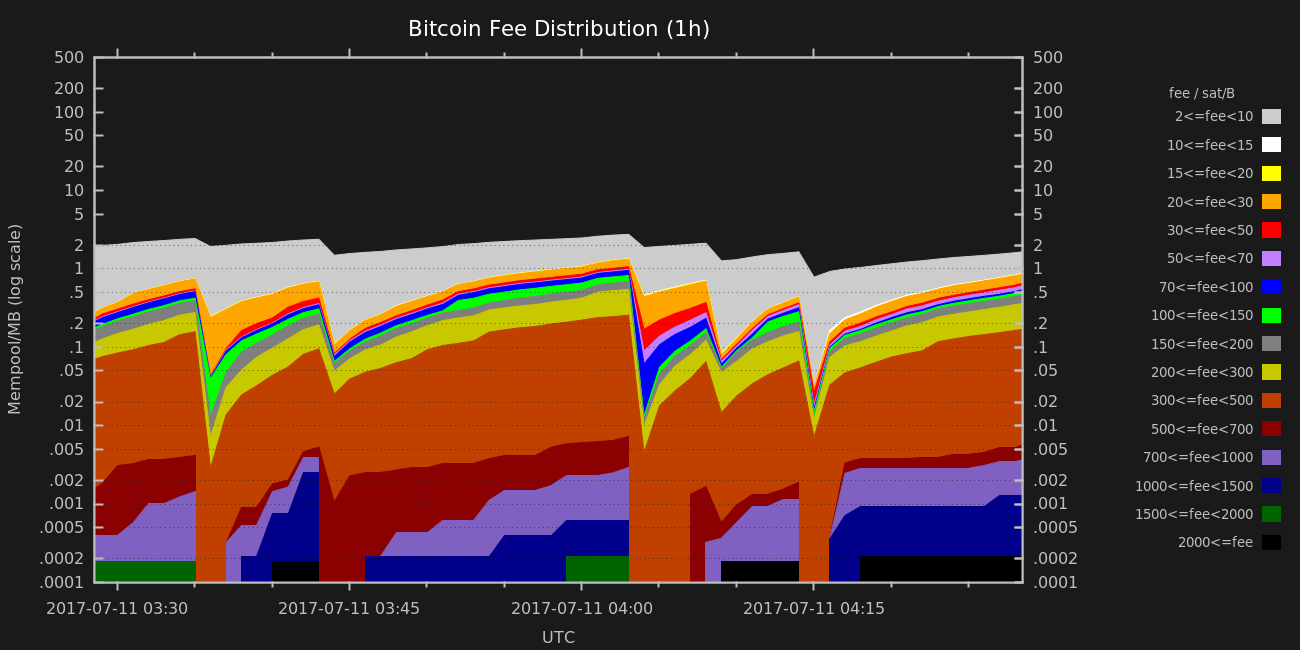 Bitcoin Fee Distribution (1h)
500 500
200 200
100 100
50 50
20 20
10 10
5 5
2 2
1 1
.5 .5
.2 .2
.1 .1
.05 .05
.02 .02
.01 .01
.005 .005
.002 .002
.001 .001
.0005 .0005
.0002 .0002
.0001 .0001
Mempool/MB (log scale)
2017-07-11 03:30 2017-07-11 03:45 2017-07-11 04:00 2017-07-11 04:15
UTC
fee / sat/B
2<=fee<10
10<=fee<15
15<=fee<20
20<=fee<30
30<=fee<50
50<=fee<70
70<=fee<100
100<=fee<150
150<=fee<200
200<=fee<300
300<=fee<500
500<=fee<700
700<=fee<1000
1000<=fee<1500
1500<=fee<2000
2000<=fee